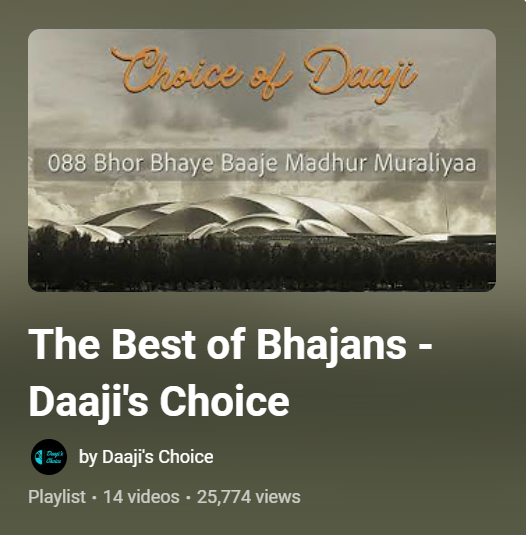 Choice of Daaji
088 Bhor Bhaye Baaje Madhur Muraliyaa
The Best of Bhajans -
Daaji's Choice
Daaji's
Choice
by Daaji's Choice
Playlist • 14 videos • 25,774 views